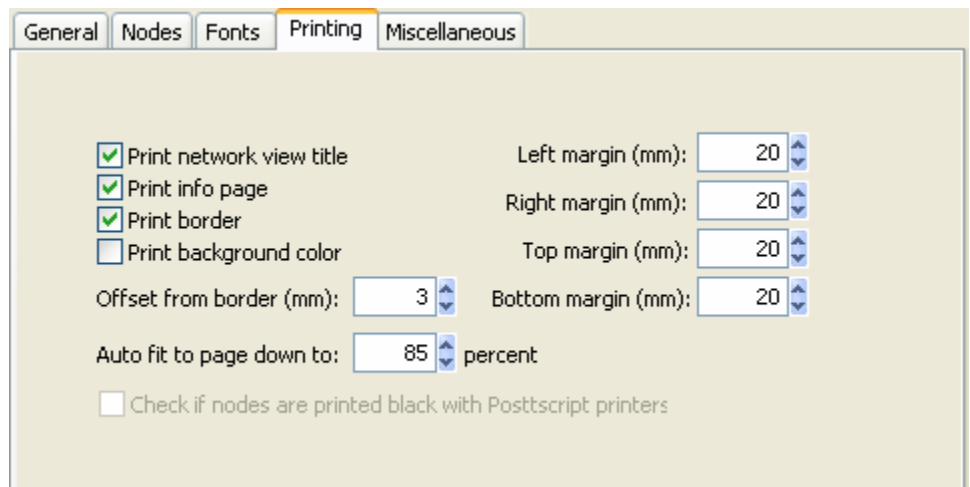 General Nodes Fonts Printing Miscellaneous
Print network view title
Print info page
Print border
Print background color
Offset from border (mm): 3
Auto fit to page down to: 85 percent
Check if nodes are printed black with Posttscript printers
Left margin (mm): 20
Right margin (mm): 20
Top margin (mm): 20
Bottom margin (mm): 20